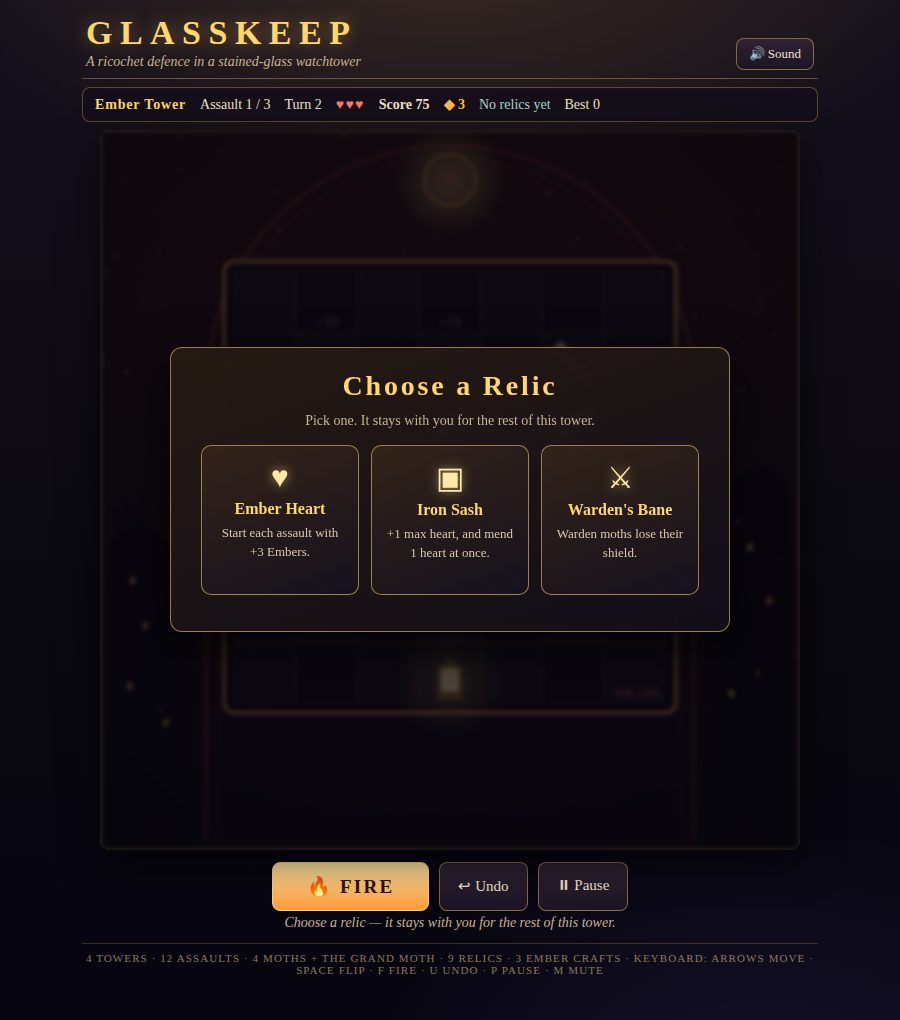 GLASSKEEP
A ricochet defence in a stained-glass watchtower
🔊 Sound
Ember Tower Assault 1 / 3 Turn 2 ♥♥♥ Score 75 ◆ 3 No relics yet Best 0
Choose a Relic
Pick one. It stays with you for the rest of this tower.
Ember Heart
Start each assault with
+3 Embers.
Iron Sash
+1 max heart, and mend
1 heart at once.
Warden's Bane
Warden moths lose their
shield.
🔥 FIRE
↩ Undo
⏸ Pause
Choose a relic — it stays with you for the rest of this tower.
4 TOWERS · 12 ASSAULTS · 4 MOTHS + THE GRAND MOTH · 9 RELICS · 3 EMBER CRAFTS · KEYBOARD: ARROWS MOVE ·
SPACE FLIP · F FIRE · U UNDO · P PAUSE · M MUTE